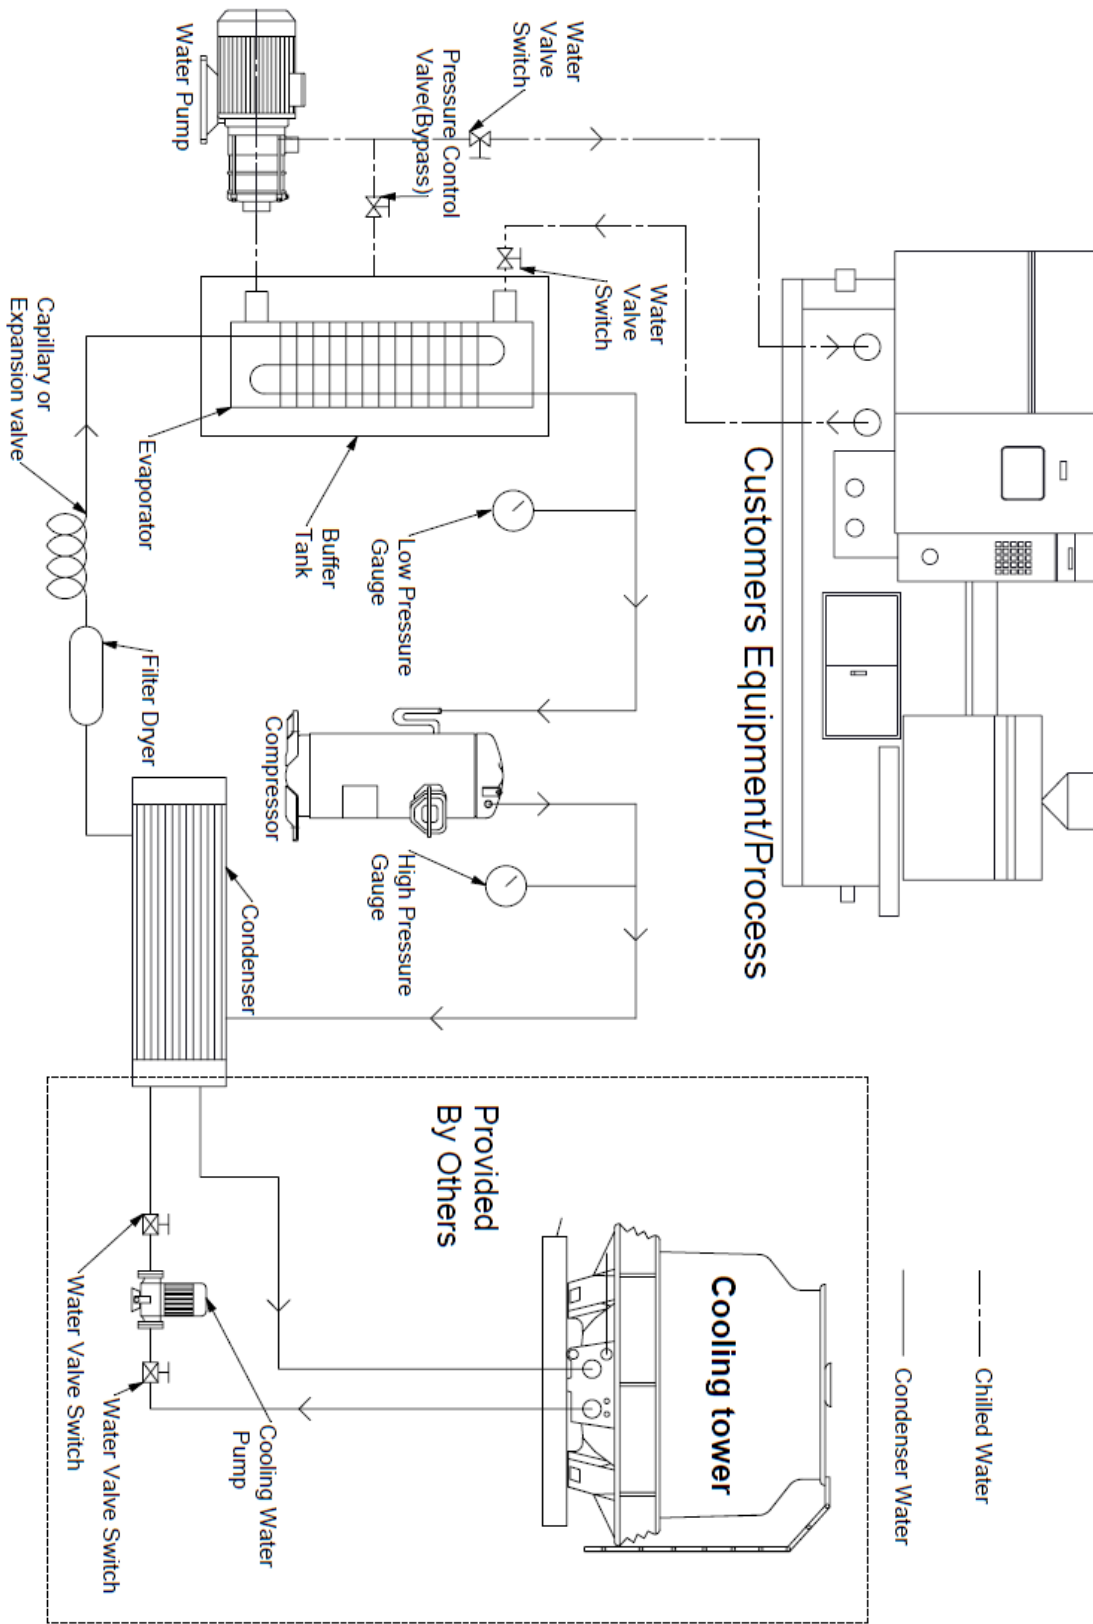 Chilled Water
Condenser Water
Customers Equipment/Process
Water
Valve
Switch
Water
Valve
Switch
Pressure Control
Valve(Bypass)
Water Pump
Low Pressure
Gauge
Buffer
Tank
Evaporator
Capillary or
Expansion valve
Filter Dryer
Compressor
High Pressure
Gauge
Condenser
Provided
By Others
Cooling tower
Cooling Water
Pump
Water Valve Switch
Water Valve Switch